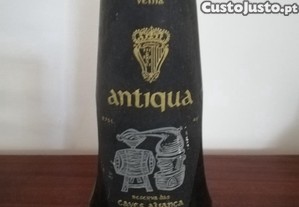 CustoJusto.pt
velha
antiqua
RESERVA DAS
CAVES ALIANÇA